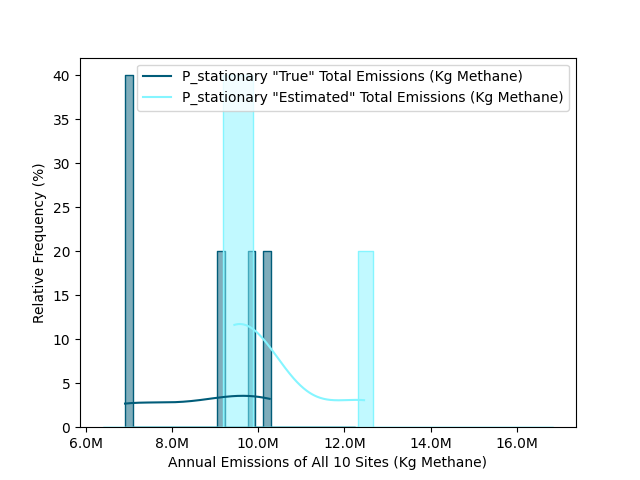 P_stationary "True" Total Emissions (Kg Methane)
P_stationary "Estimated" Total Emissions (Kg Methane)
40
35
30
25
20
15
10
5
0
Relative Frequency (%)
6.0M 8.0M 10.0M 12.0M 14.0M 16.0M
Annual Emissions of All 10 Sites (Kg Methane)